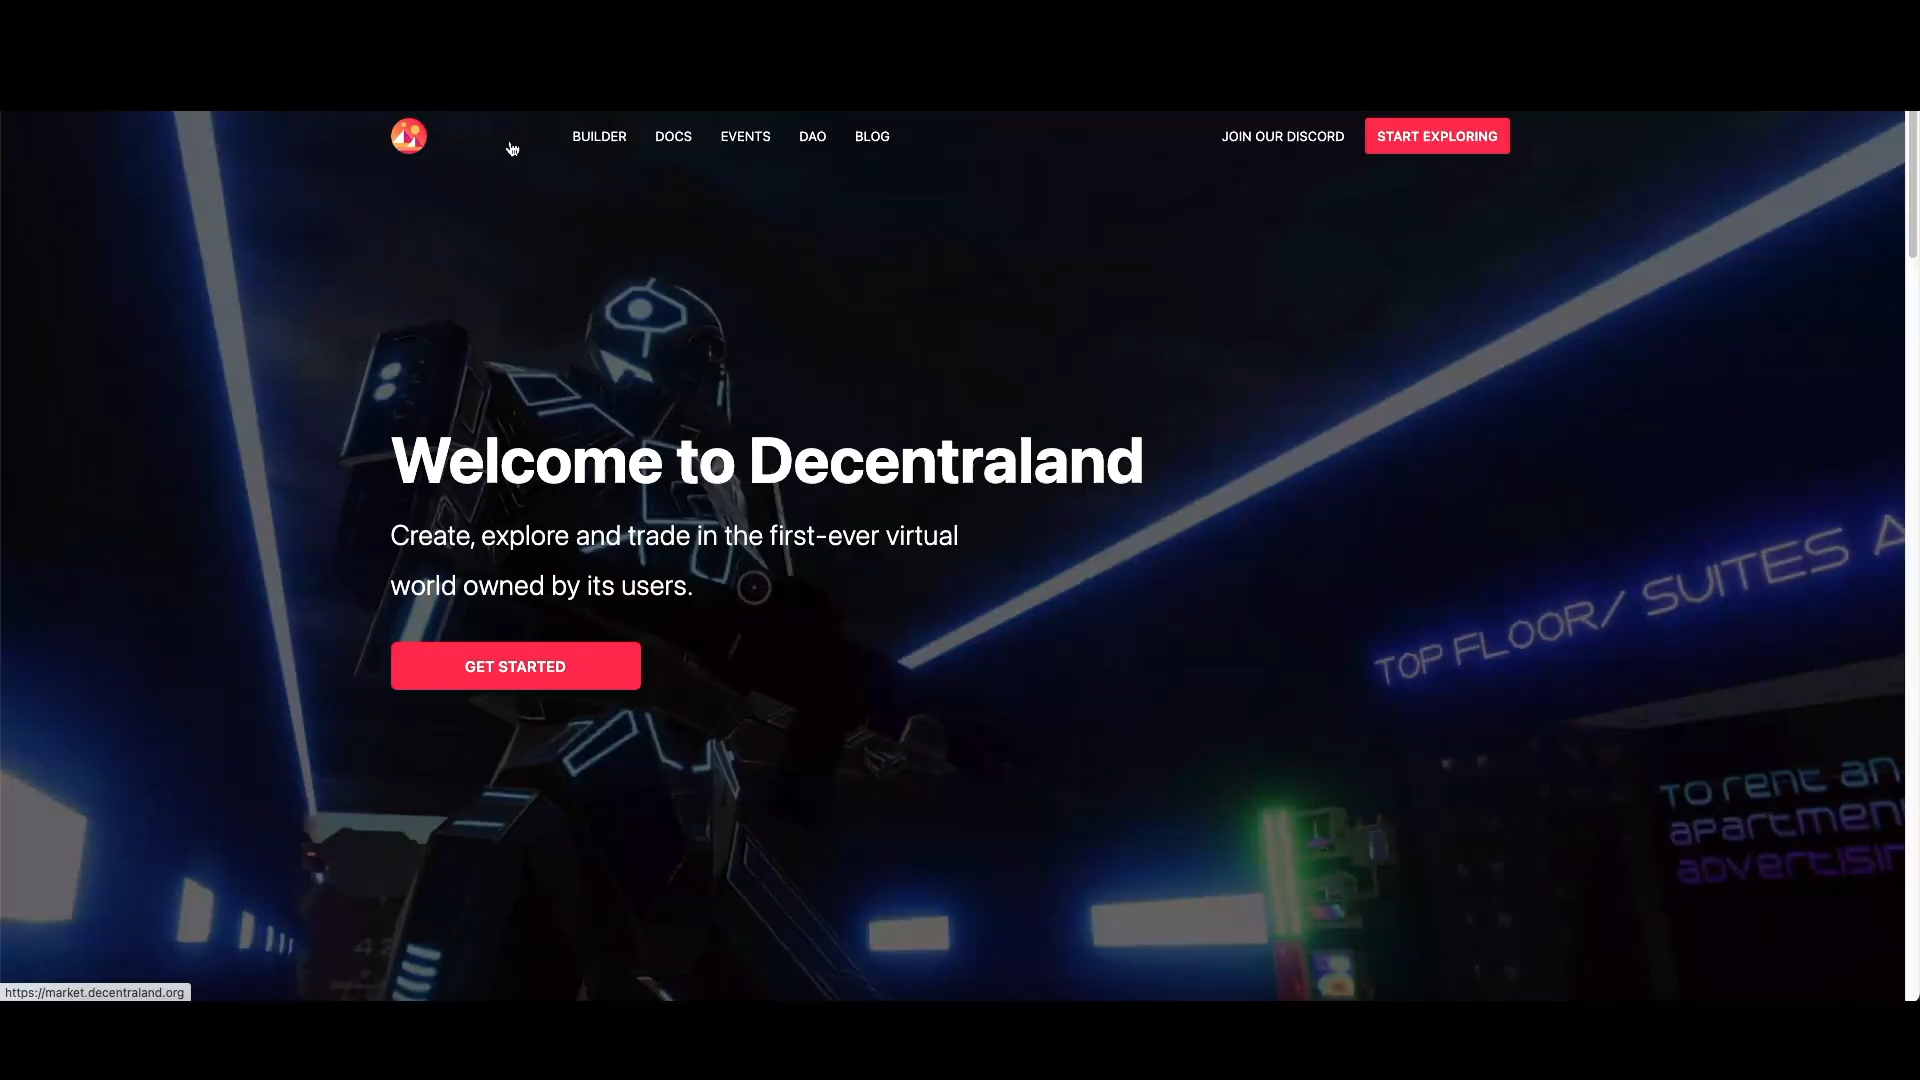 BUILDER DOCS EVENTS DAO BLOG JOIN OUR DISCORD START EXPLORING
Welcome to Decentraland
Create, explore and trade in the first-ever virtual
world owned by its users.
GET STARTED
TOP FLOOR/ SUITES A
TO rent an
apartmen
advertisin
42
https://market.decentraland.org